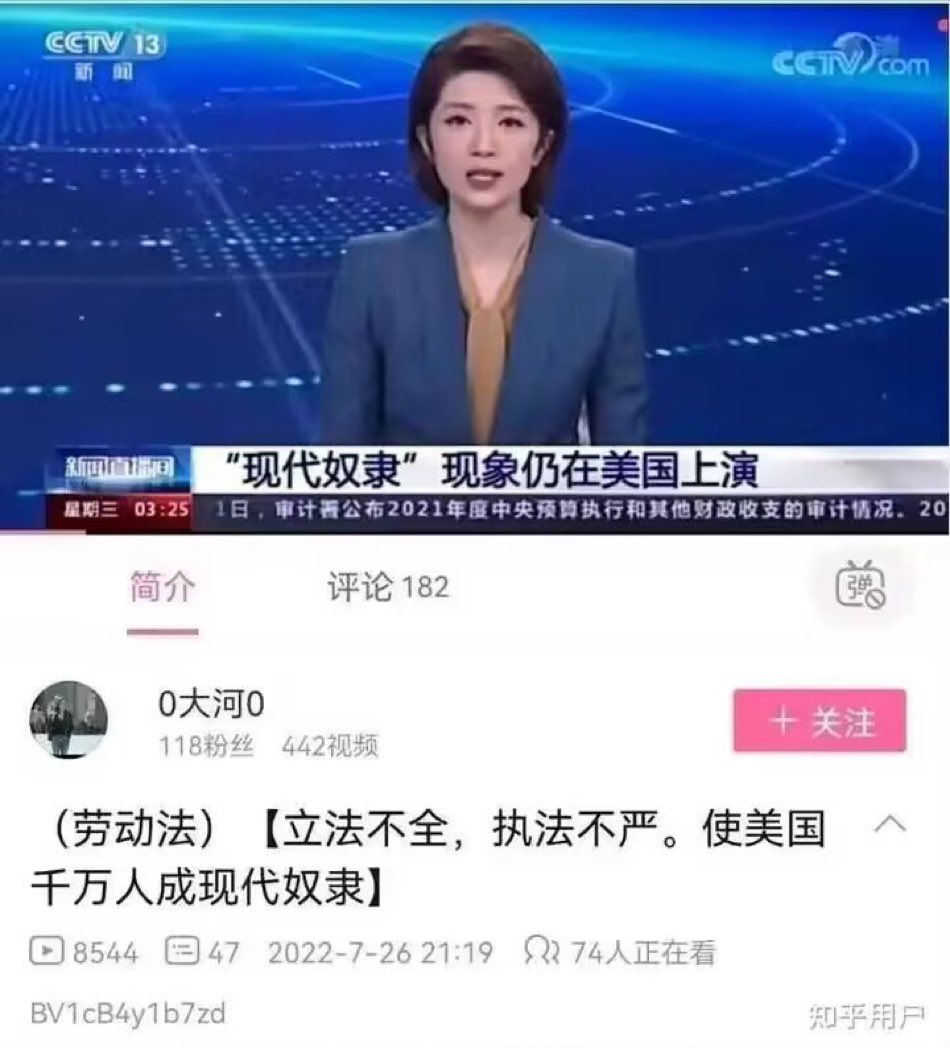 CCTV 13
新闻
CCTV com
“现代奴隶”现象仍在美国上演
新闻直播间
星期三 03:25
1日，审计署公布2021年度中央预算执行和其他财政收支的审计情况。20
简介
评论 182
弹
0大河0
118粉丝 442视频
+ 关注
（劳动法）【立法不全，执法不严。使美国
千万人成现代奴隶】
8544 47 2022-7-26 21:19 74人正在看
BV1cB4y1b7zd
知乎用户